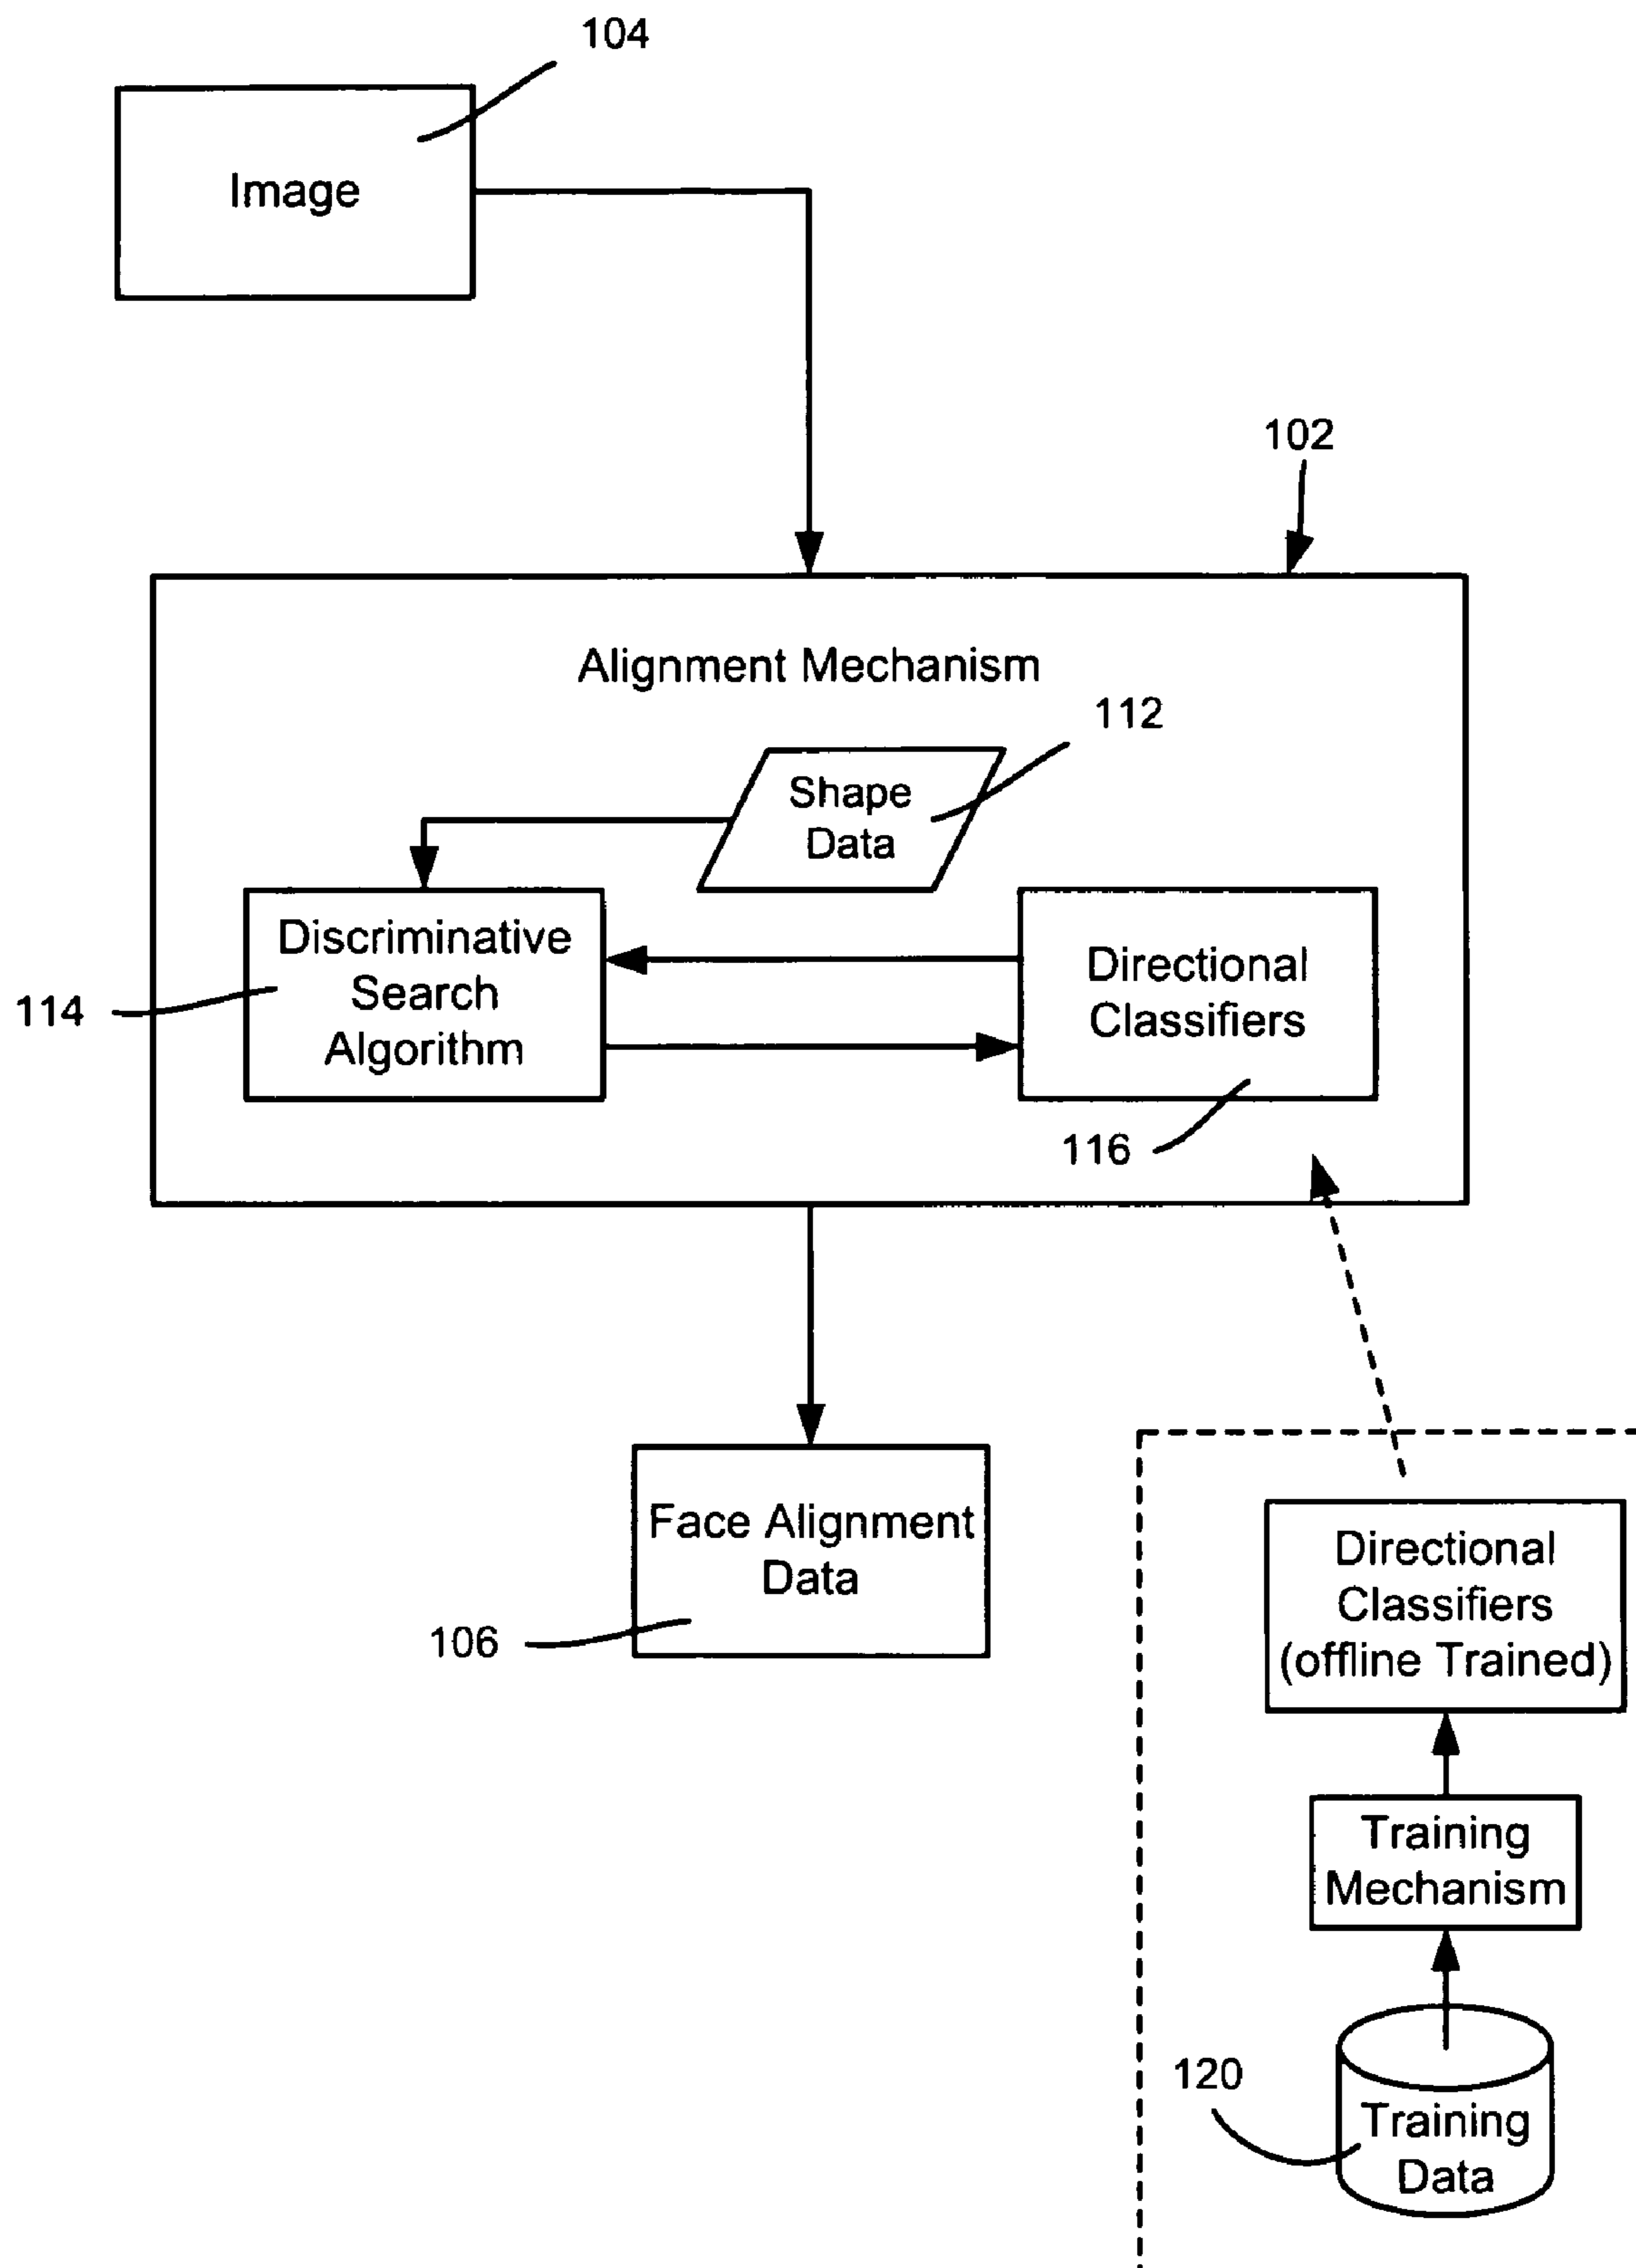 104
Image
102
Alignment Mechanism
112
Shape
Data
Discriminative
Search
Algorithm
114
Directional
Classifiers
116
Face Alignment
Data
106
Directional
Classifiers
(offline Trained)
Training
Mechanism
120
Training
Data